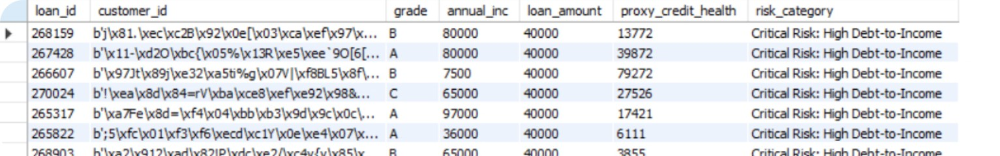 loan_id customer_id grade annual_inc loan_amount proxy_credit_health risk_category
268159 b'j\x81.\xec\xc2B\x92\x0e[\x03\xca\xef\x97\x... B 80000 40000 13772 Critical Risk: High Debt-to-Income
267428 b'\x11-\xd2O\xbc{\x05%\x13R\xe5\xee`9O[6[... A 80000 40000 39872 Critical Risk: High Debt-to-Income
266607 b'\x97Jt\x89j\xe32\xa5ti%g\x07V|\xf8BL5\x8f\... B 7500 40000 79272 Critical Risk: High Debt-to-Income
270024 b'!\xea\x8d\x84=rV\xba\xce8\xef\xe92\x98&... C 65000 40000 27526 Critical Risk: High Debt-to-Income
265317 b'\xa7Fe\x8d=\xf4\x04\xbb\xb3\x9d\x9c\x0c\... A 97000 40000 17421 Critical Risk: High Debt-to-Income
265822 b';5\xfc\x01\xf3\xf6\xecd\xc1Y\x0e\xe4\x07\x... A 36000 40000 6111 Critical Risk: High Debt-to-Income
268903 B 65000 40000 3855 Critical Risk: High Debt-to-Income